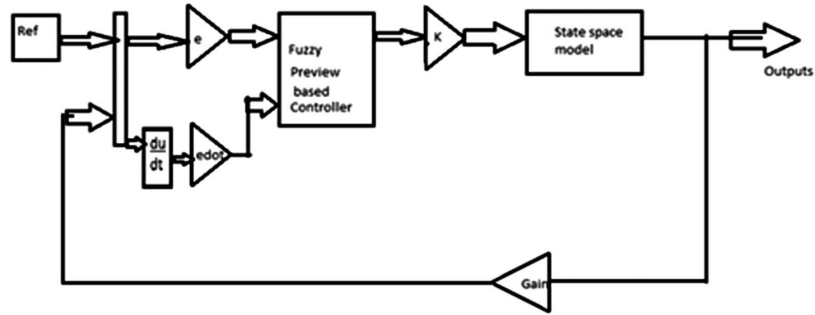 Ref
e
Fuzzy
Preview
based
Controller
K
State space
model
Outputs
du
dt
edot
Gain